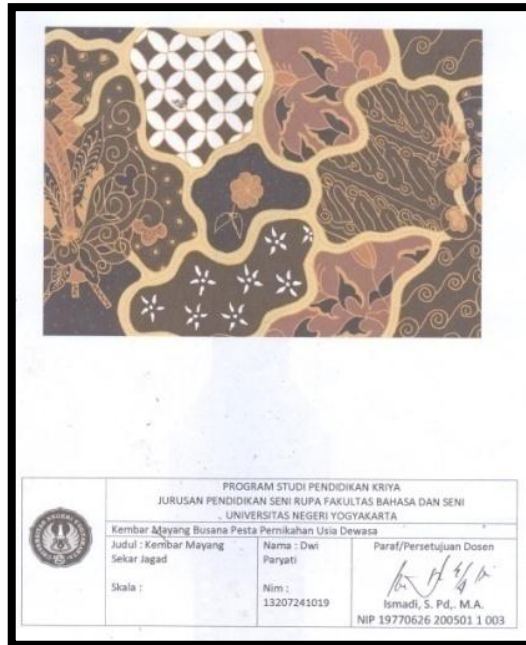 PROGRAM STUDI PENDIDIKAN KRIYA
JURUSAN PENDIDIKAN SENI RUPA FAKULTAS BAHASA DAN SENI
UNIVERSITAS NEGERI YOGYAKARTA
Kembar Mayang Busana Pesta Pernikahan Usia Dewasa
Judul : Kembar Mayang
Sekar Jagad
Skala :
Nama : Dwi
Paryati
Nim :
13207241019
Paraf/Persetujuan Dosen
Ismadi, S. Pd,. M.A.
NIP 19770626 200501 1 003